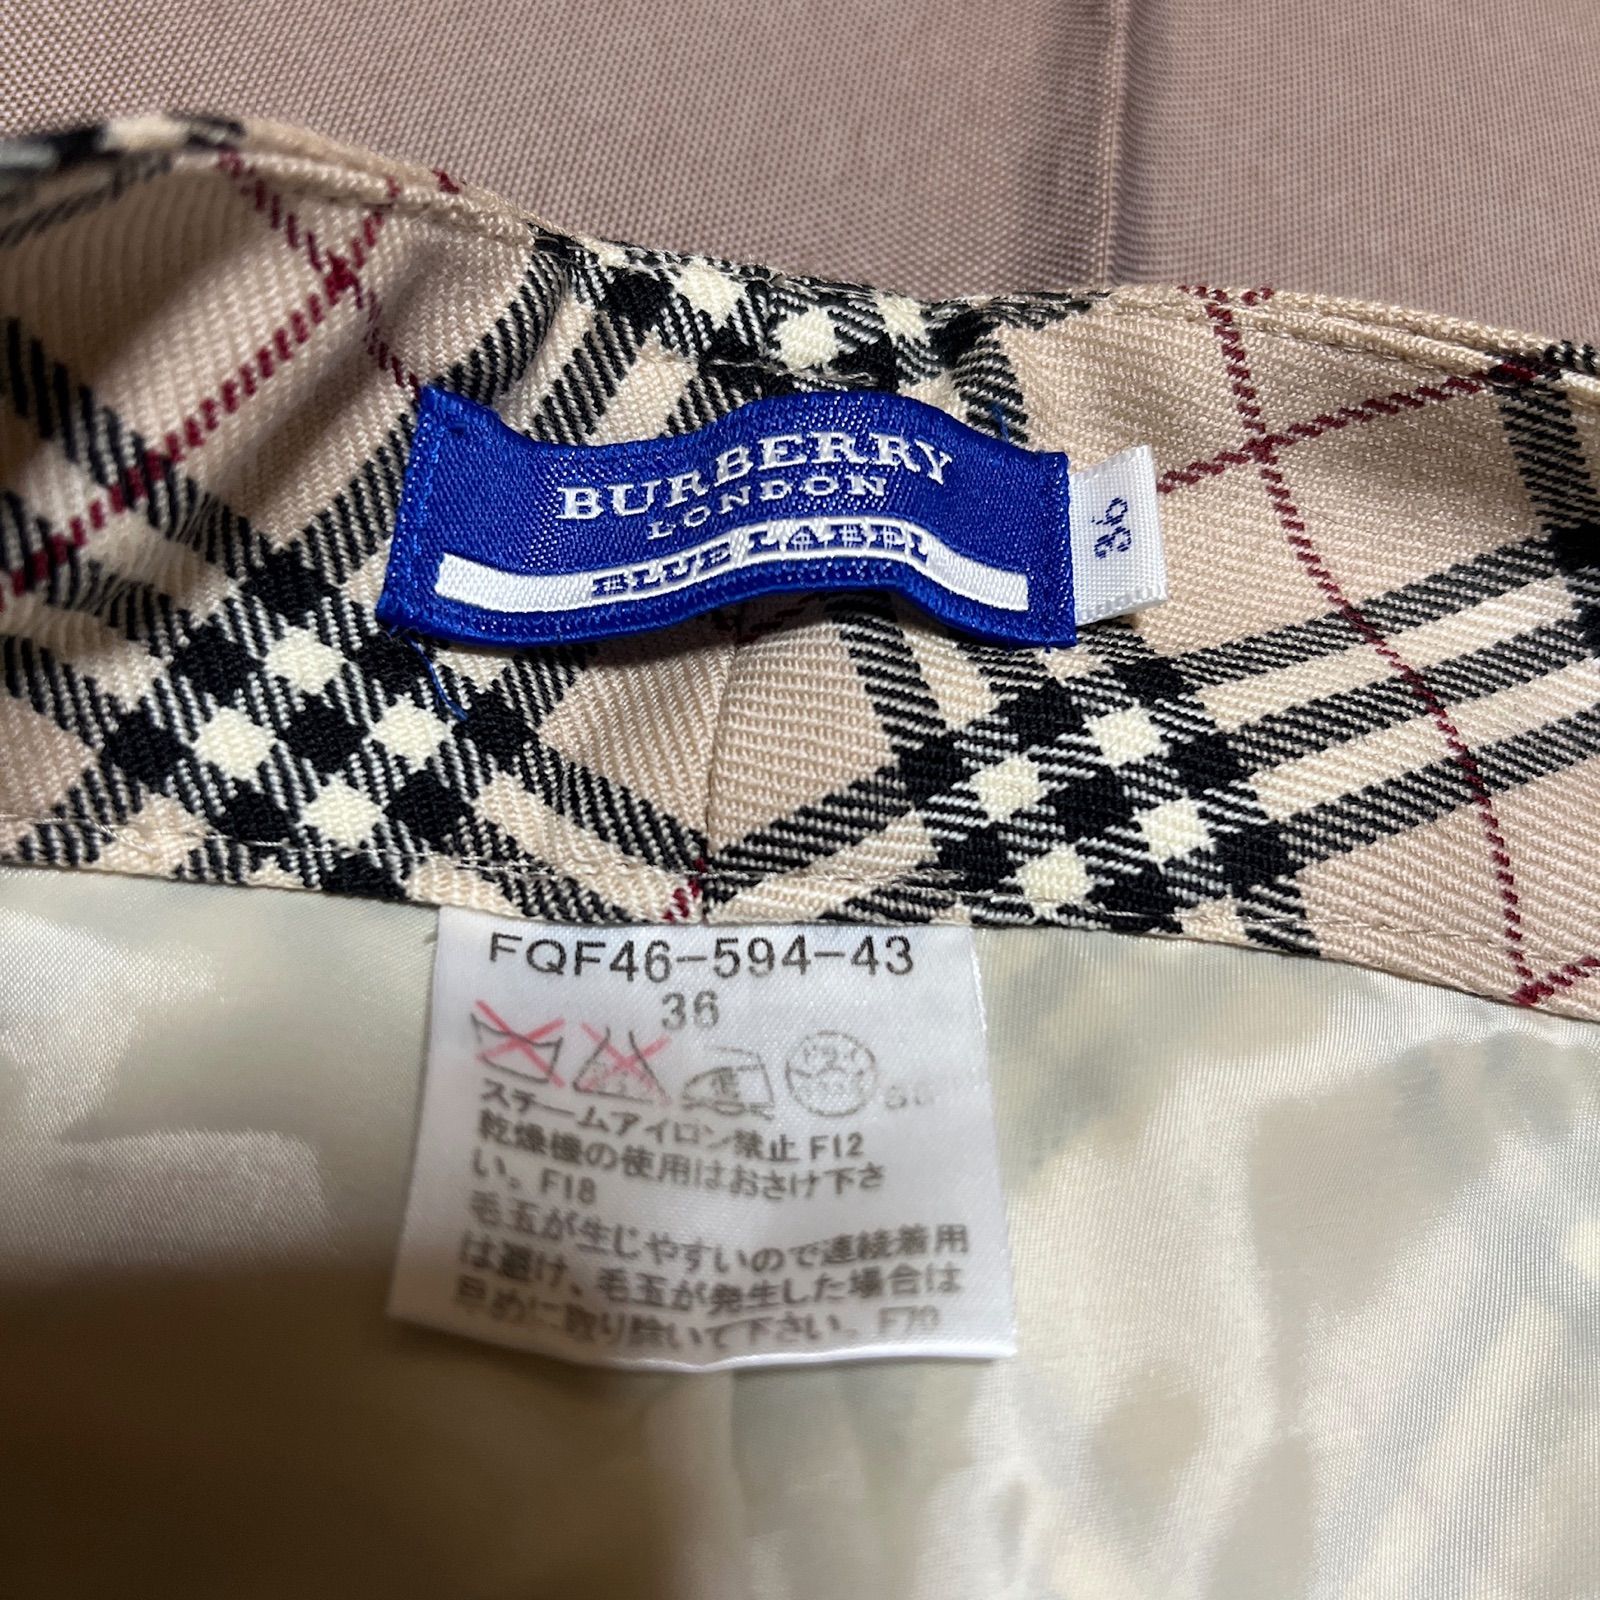 BURBERRY
LONDON
BLUE LABEL
36
FQF46-594-43
36
ドライ
スチームアイロン禁止 F12
乾燥機の使用はおさけ下さ
い。F18
毛玉が生じやすいので連続着用
は避け、毛玉が発生した場合は
早めに取り除いて下さい。F70